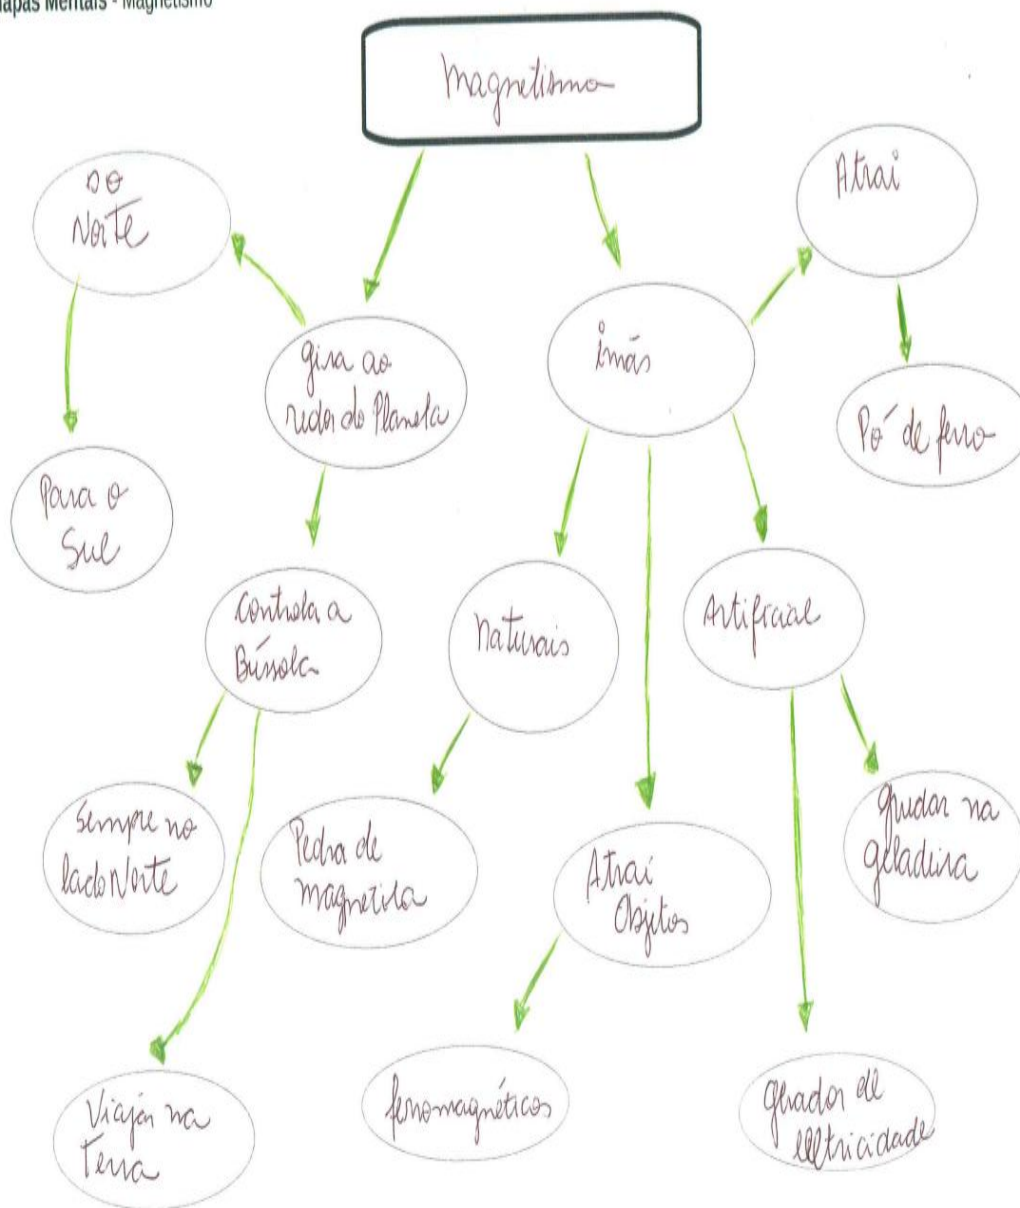 Mapas Mentais - Magnetismo
Magnetismo
do
Norte
Atrai
gira ao
redor do Planeta
ímãs
Pó de ferro
Para o
Sul
Controla a
Bússola
Naturais
Artificial
Sempre no
lado Norte
Pedra de
magnetita
Atraí
Objetos
grudar na
geladeira
Viajar na
Terra
ferromagnéticos
gerador de
eletricidade